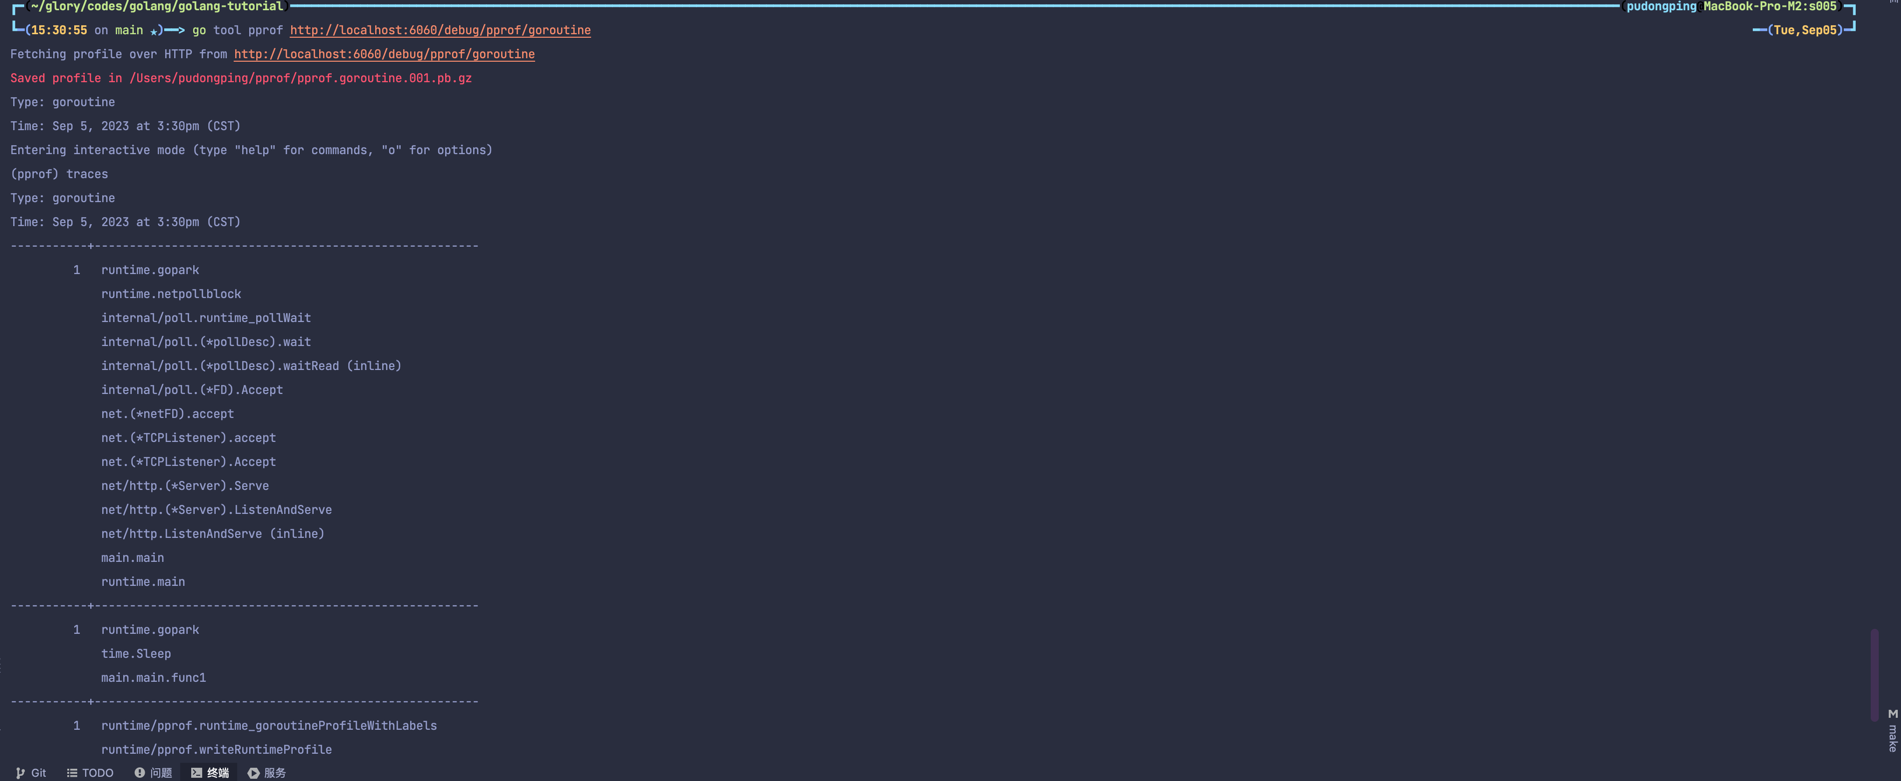 (~/glory/codes/golang/golang-tutorial) (pudongping@MacBook-Pro-M2:s005)
(15:30:55 on main ★)──> go tool pprof http://localhost:6060/debug/pprof/goroutine ──(Tue,Sep05)
Fetching profile over HTTP from http://localhost:6060/debug/pprof/goroutine
Saved profile in /Users/pudongping/pprof/pprof.goroutine.001.pb.gz
Type: goroutine
Time: Sep 5, 2023 at 3:30pm (CST)
Entering interactive mode (type "help" for commands, "o" for options)
(pprof) traces
Type: goroutine
Time: Sep 5, 2023 at 3:30pm (CST)
-----------+-------------------------------------------------------
1 runtime.gopark
runtime.netpollblock
internal/poll.runtime_pollWait
internal/poll.(*pollDesc).wait
internal/poll.(*pollDesc).waitRead (inline)
internal/poll.(*FD).Accept
net.(*netFD).accept
net.(*TCPListener).accept
net.(*TCPListener).Accept
net/http.(*Server).Serve
net/http.(*Server).ListenAndServe
net/http.ListenAndServe (inline)
main.main
runtime.main
-----------+-------------------------------------------------------
1 runtime.gopark
time.Sleep
main.main.func1
-----------+-------------------------------------------------------
1 runtime/pprof.runtime_goroutineProfileWithLabels
runtime/pprof.writeRuntimeProfile
Git TODO 问题 终端 服务
M make